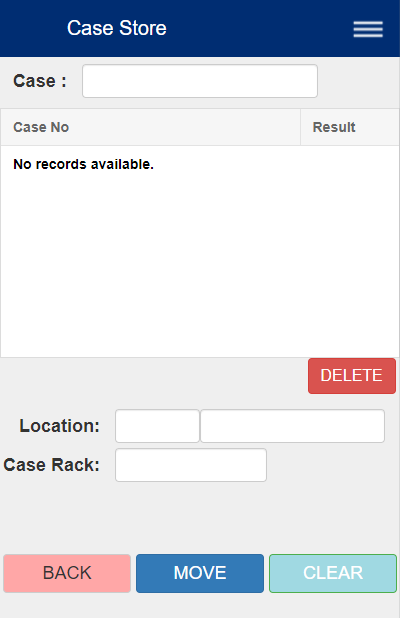 Case Store
Case :
Case No Result
No records available.
DELETE
Location:
Case Rack:
BACK MOVE CLEAR